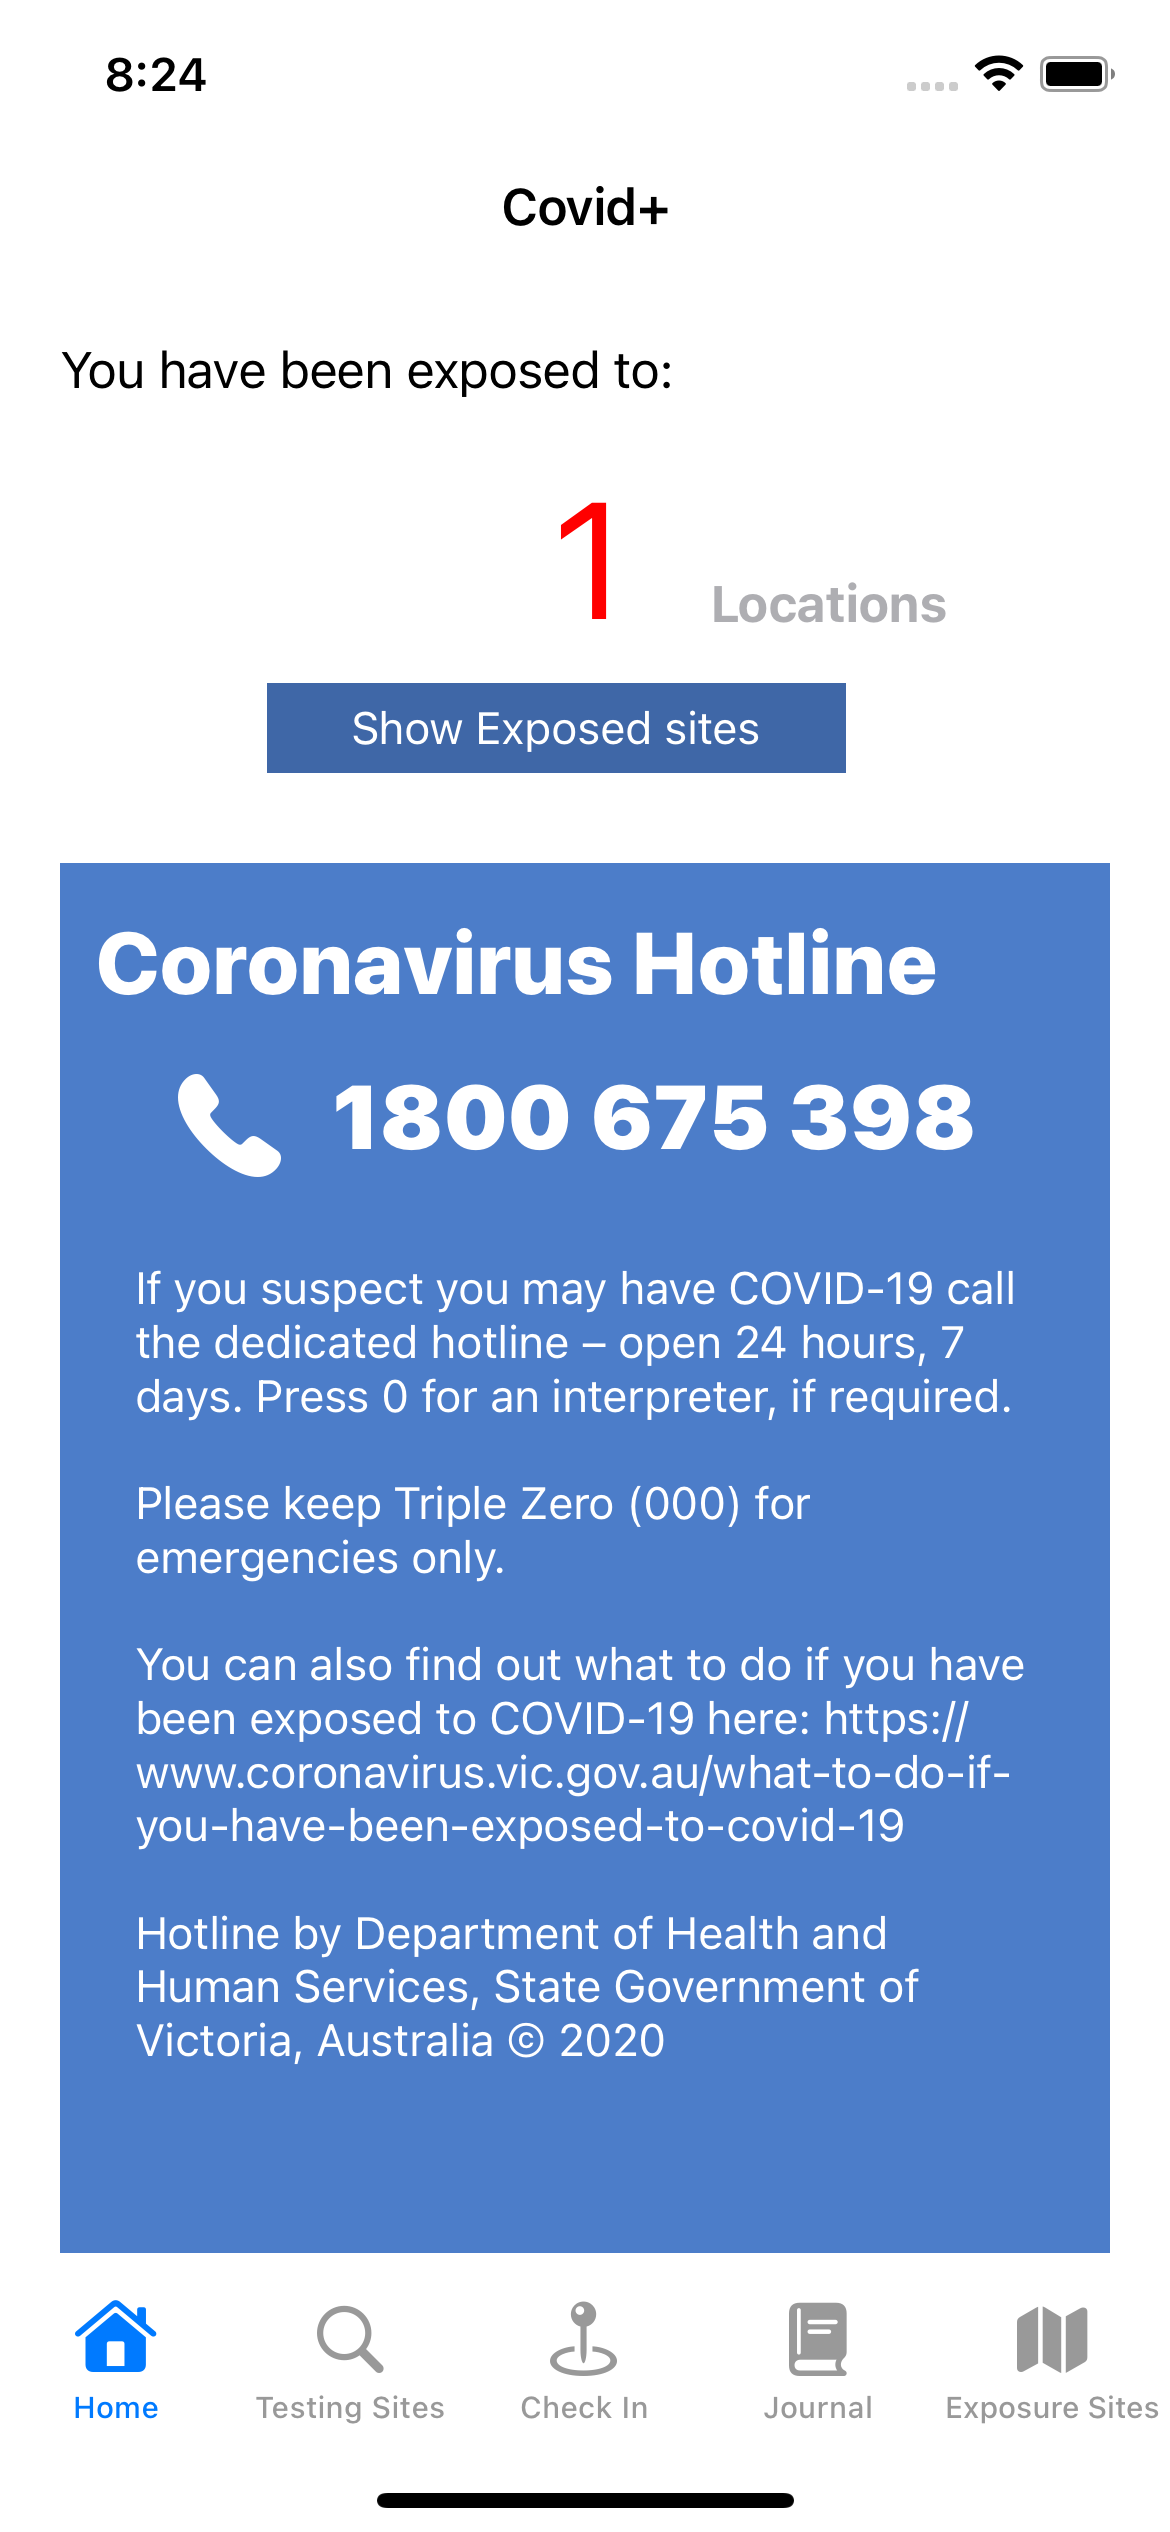 8:24
Covid+
You have been exposed to:
1
Locations
Show Exposed sites
Coronavirus Hotline
1800 675 398
If you suspect you may have COVID-19 call
the dedicated hotline – open 24 hours, 7
days. Press 0 for an interpreter, if required.
Please keep Triple Zero (000) for
emergencies only.
You can also find out what to do if you have
been exposed to COVID-19 here: https://
www.coronavirus.vic.gov.au/what-to-do-if-
you-have-been-exposed-to-covid-19
Hotline by Department of Health and
Human Services, State Government of
Victoria, Australia © 2020
Home
Testing Sites
Check In
Journal
Exposure Sites